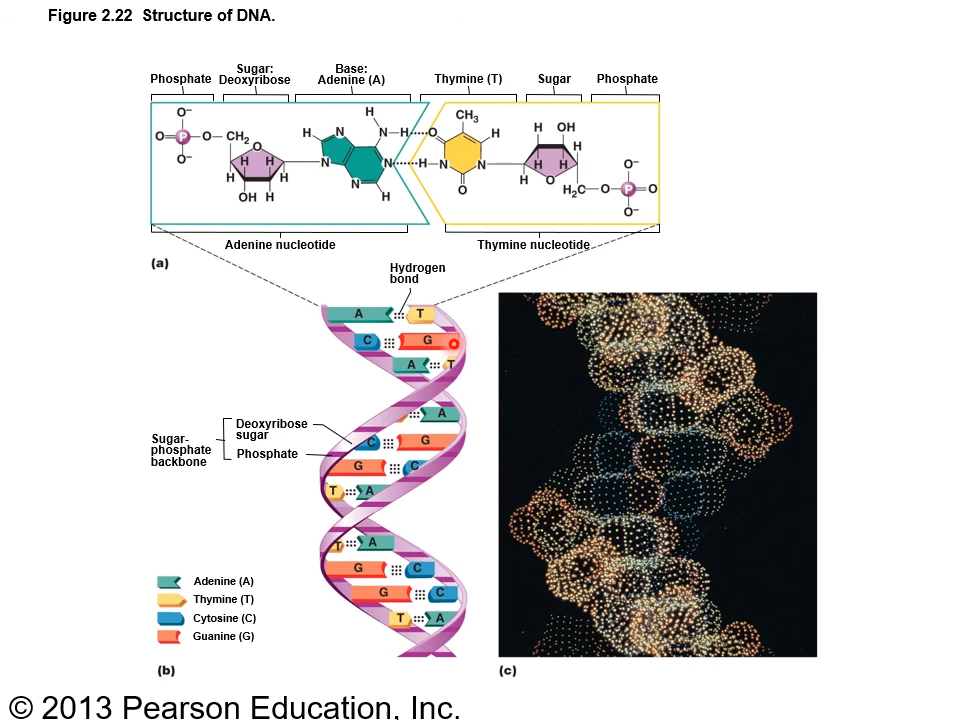 Figure 2.22  Structure of DNA.
Phosphate
Sugar:
Deoxyribose
Base:
Adenine (A)
Thymine (T)
Sugar
Phosphate
O–
O
P
O
O–
CH2
O
H
H
H
H
H
OH
H
H
N
N
N
N
H
N
H
H
O
CH3
H
H
N
N
O
H
OH
H
H
H
H
O
H2C
O
O–
P
O
O–
Adenine nucleotide
Thymine nucleotide
(a)
Hydrogen
bond
A
T
C
G
A
T
A
Sugar-
phosphate
backbone
Deoxyribose
sugar
Phosphate
C
G
G
C
T
A
T
A
G
C
G
C
T
A
Adenine (A)
Thymine (T)
Cytosine (C)
Guanine (G)
(b)
(c)
© 2013 Pearson Education, Inc.